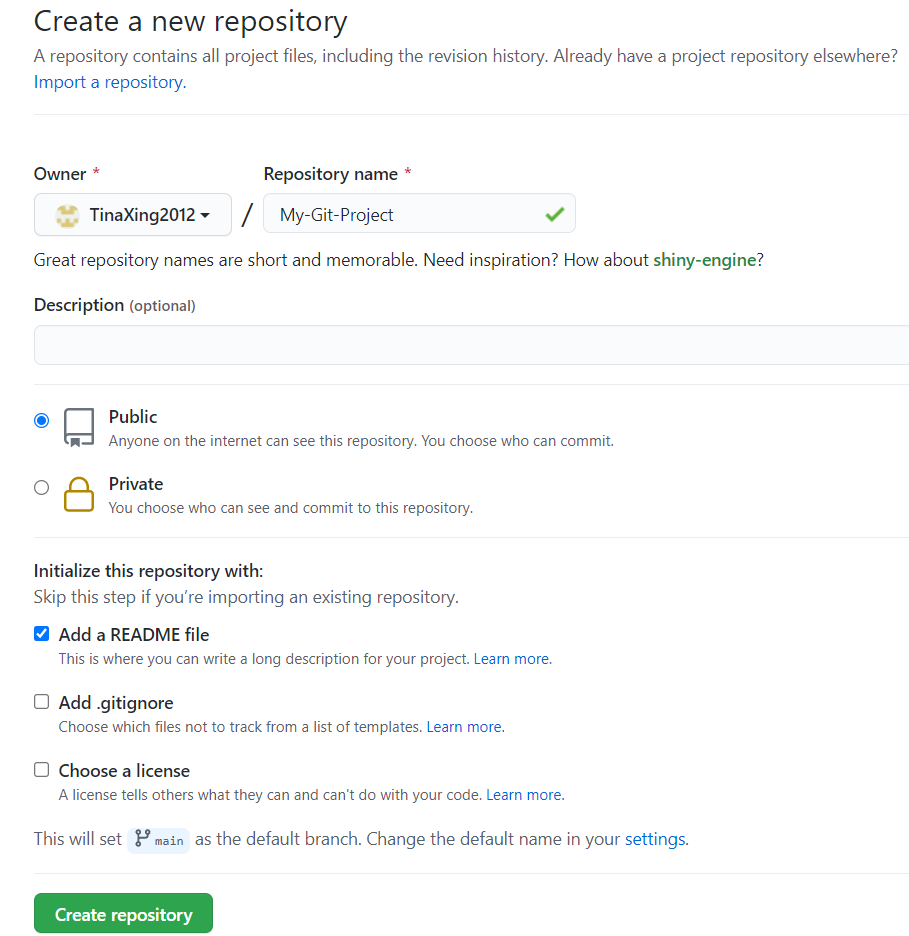 Create a new repository
A repository contains all project files, including the revision history. Already have a project repository elsewhere?
Import a repository.
Owner * Repository name *
TinaXing2012 / My-Git-Project
Great repository names are short and memorable. Need inspiration? How about shiny-engine?
Description (optional)
Public
Anyone on the internet can see this repository. You choose who can commit.
Private
You choose who can see and commit to this repository.
Initialize this repository with:
Skip this step if you’re importing an existing repository.
Add a README file
This is where you can write a long description for your project. Learn more.
Add .gitignore
Choose which files not to track from a list of templates. Learn more.
Choose a license
A license tells others what they can and can't do with your code. Learn more.
This will set main as the default branch. Change the default name in your settings.
Create repository